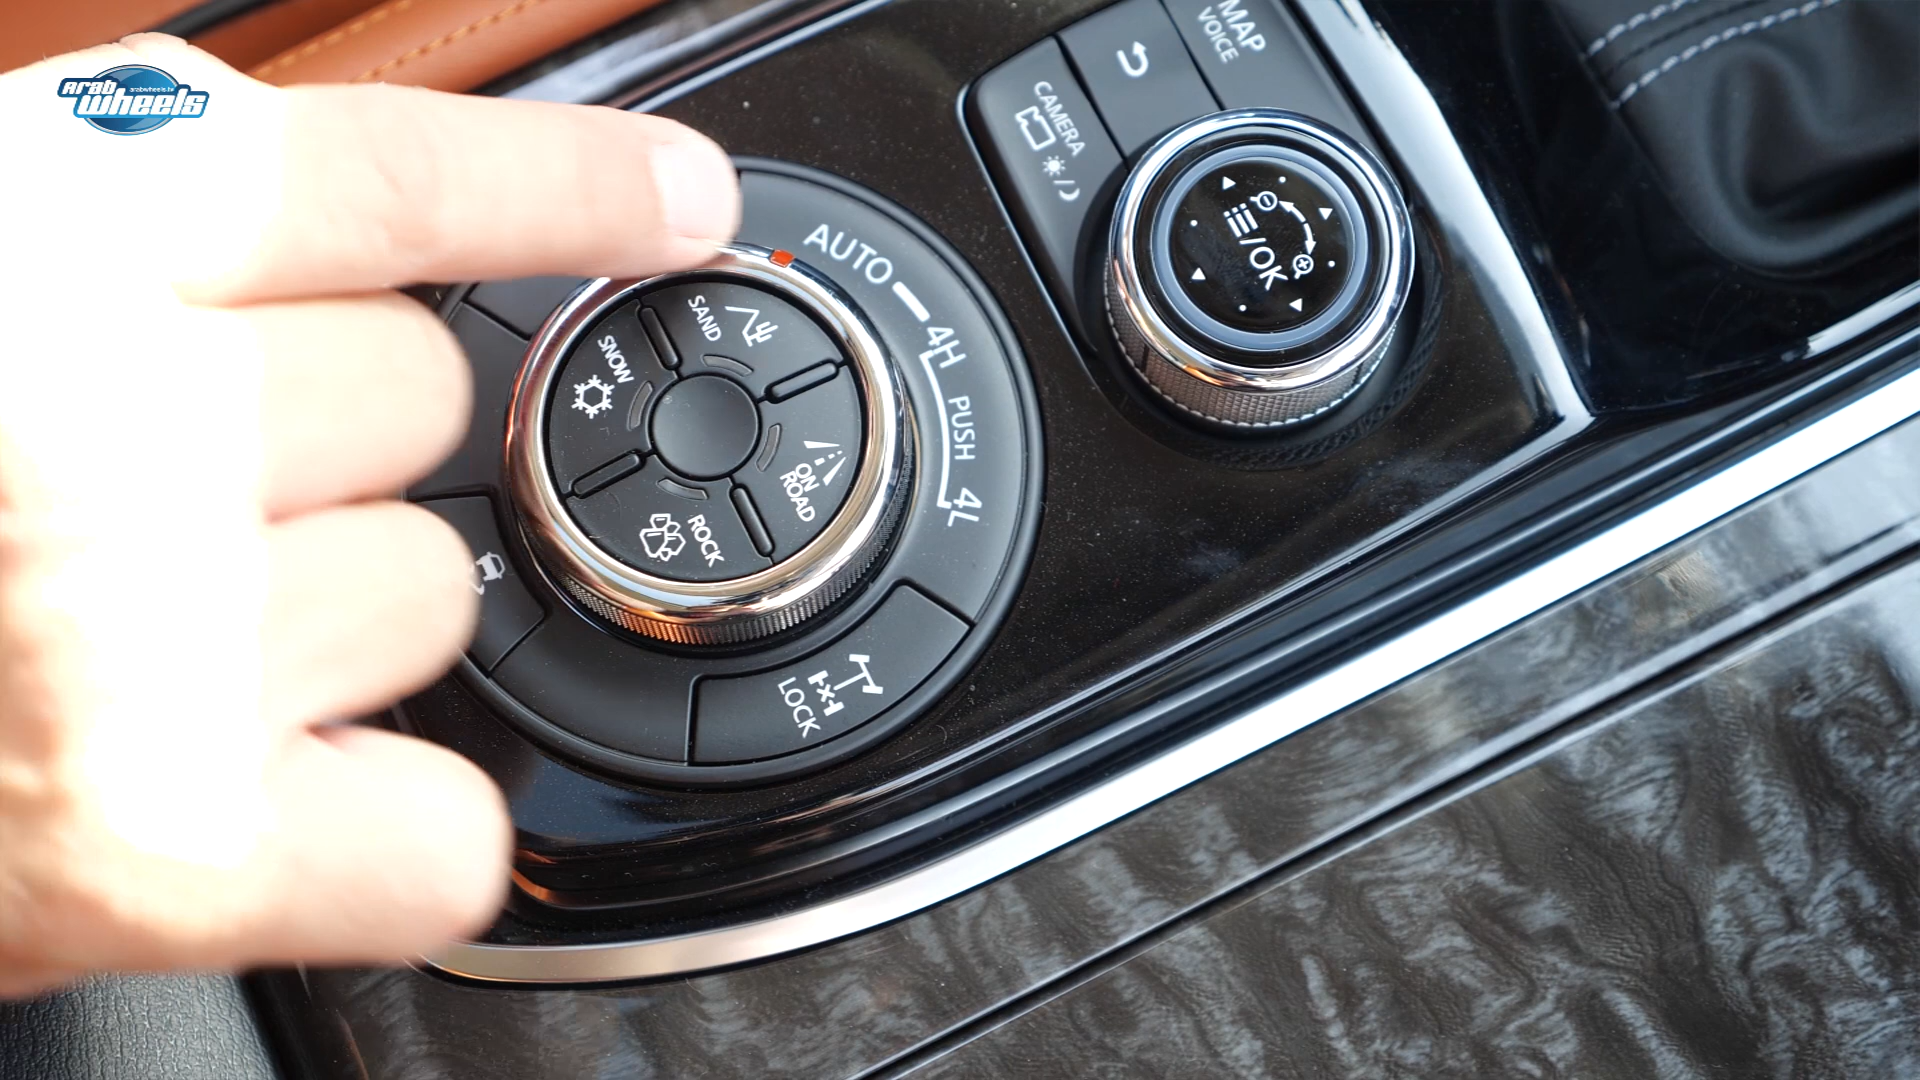 Arab
wheels
arabwheels.tv
MAP
VOICE
CAMERA
/OK
AUTO
4H
PUSH
4L
SAND
SNOW
ON
ROAD
ROCK
LOCK